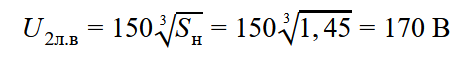 U₂л.в = 150∛Sн = 150∛1,45 = 170 В